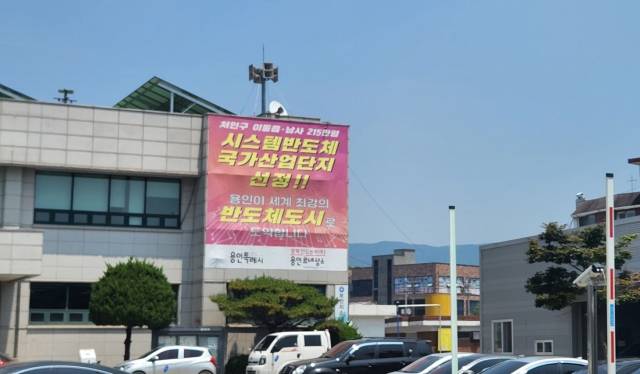 처인구 이동읍·남사 215만평
시스템반도체
국가산업단지
선정!!
용인이 세계 최강의
반도체도시로
도약합니다
용인특례시